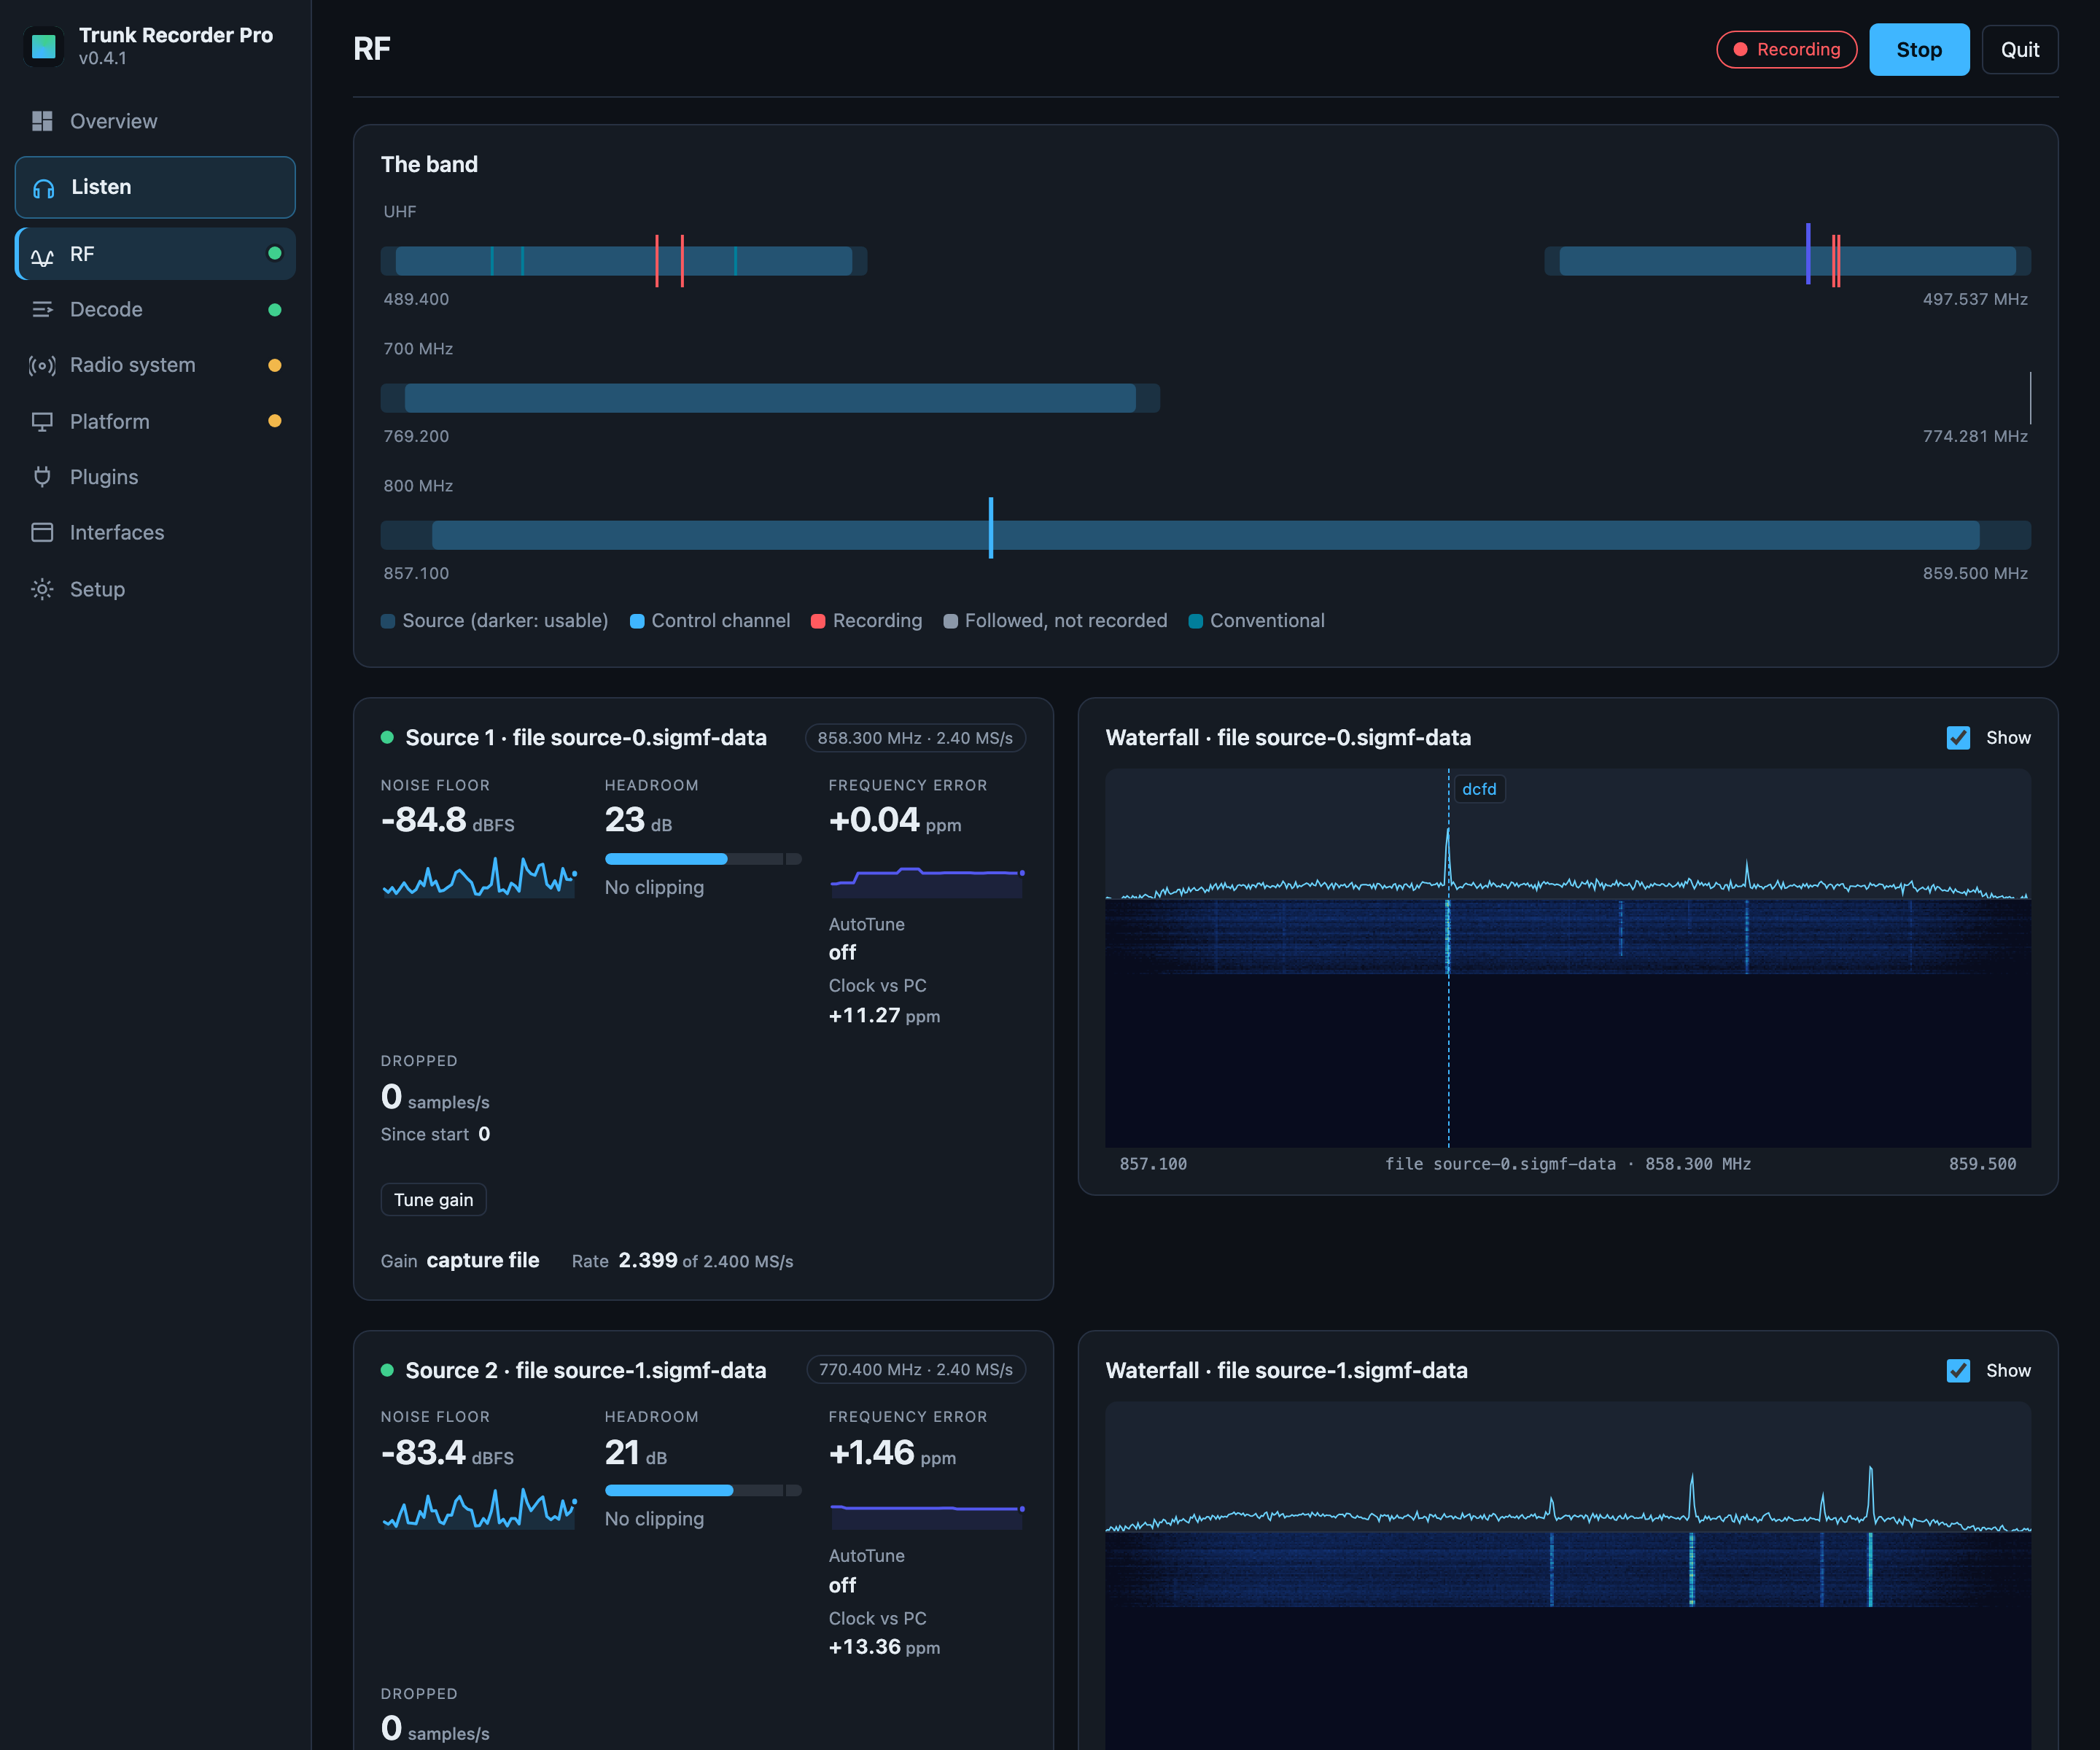 Trunk Recorder Pro
v0.4.1
Overview
Listen
RF
Decode
Radio system
Platform
Plugins
Interfaces
Setup
RF
Recording
Stop
Quit
The band
UHF
489.400 497.537 MHz
700 MHz
769.200 774.281 MHz
800 MHz
857.100 859.500 MHz
Source (darker: usable) Control channel Recording Followed, not recorded Conventional
Source 1 · file source-0.sigmf-data 858.300 MHz · 2.40 MS/s
NOISE FLOOR HEADROOM FREQUENCY ERROR
-84.8 dBFS 23 dB +0.04 ppm
No clipping
AutoTune
off
Clock vs PC
+11.27 ppm
DROPPED
0 samples/s
Since start 0
Tune gain
Gain capture file Rate 2.399 of 2.400 MS/s
Waterfall · file source-0.sigmf-data Show
dcfd
857.100 file source-0.sigmf-data · 858.300 MHz 859.500
Source 2 · file source-1.sigmf-data 770.400 MHz · 2.40 MS/s
NOISE FLOOR HEADROOM FREQUENCY ERROR
-83.4 dBFS 21 dB +1.46 ppm
No clipping
AutoTune
off
Clock vs PC
+13.36 ppm
DROPPED
0 samples/s
Waterfall · file source-1.sigmf-data Show